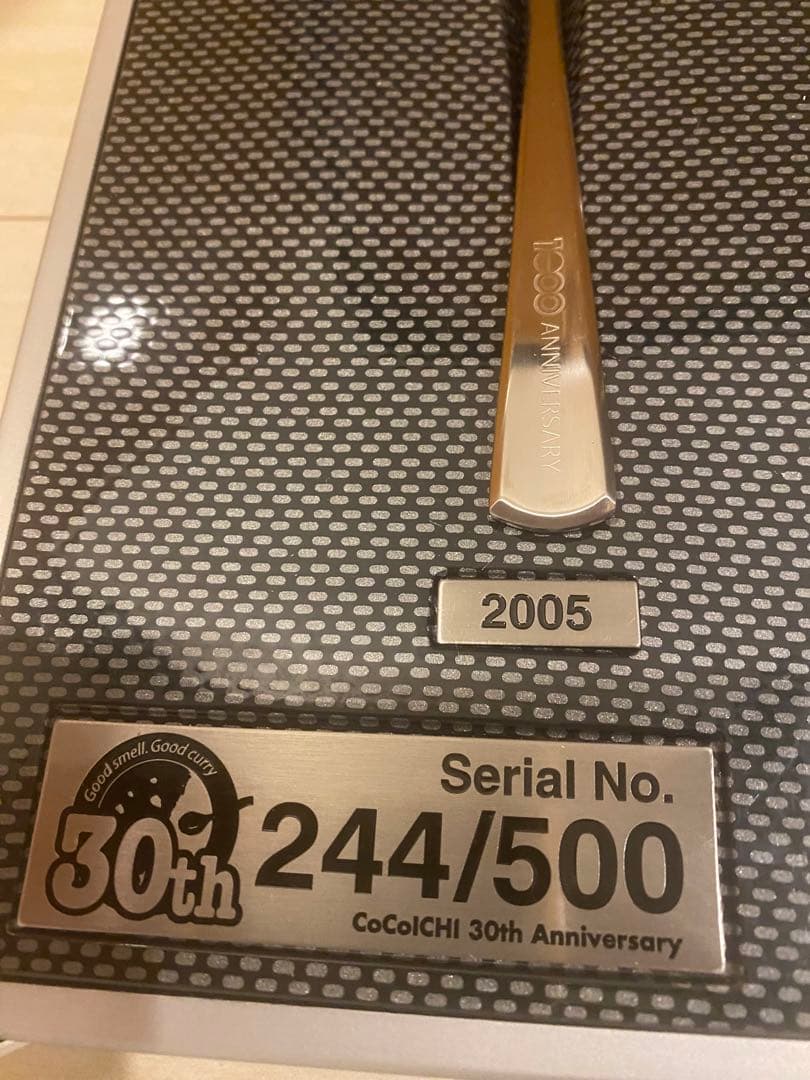 1000 ANNIVERSARY
2005
Good smell. Good curry
30th
Serial No.
244/500
CoCoICHI 30th Anniversary